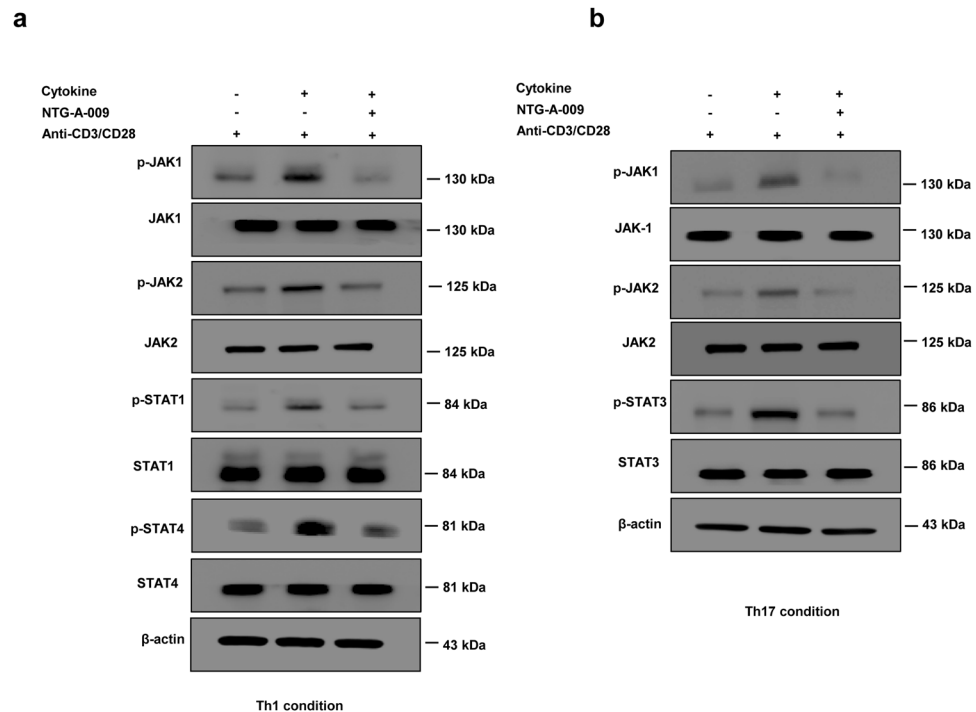 a
Cytokine - + +
NTG-A-009 - - +
Anti-CD3/CD28 + + +
p-JAK1 130 kDa
JAK1 130 kDa
p-JAK2 125 kDa
JAK2 125 kDa
p-STAT1 84 kDa
STAT1 84 kDa
p-STAT4 81 kDa
STAT4 81 kDa
β-actin 43 kDa
Th1 condition
b
Cytokine - + +
NTG-A-009 - - +
Anti-CD3/CD28 + + +
p-JAK1 130 kDa
JAK-1 130 kDa
p-JAK2 125 kDa
JAK2 125 kDa
p-STAT3 86 kDa
STAT3 86 kDa
β-actin 43 kDa
Th17 condition